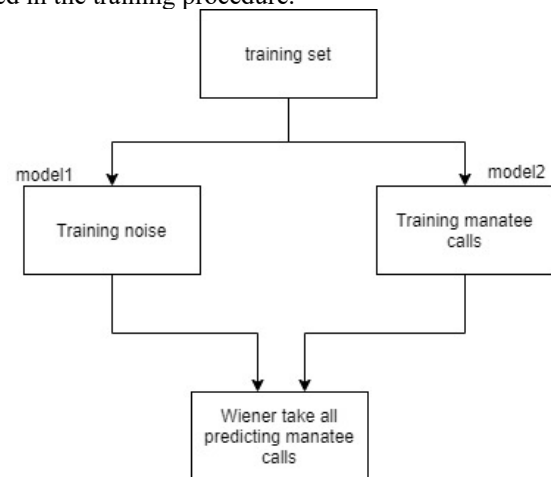 ed in the training procedure.
training set
model1
model2
Training noise
Training manatee
calls
Wiener take all
predicting manatee
calls